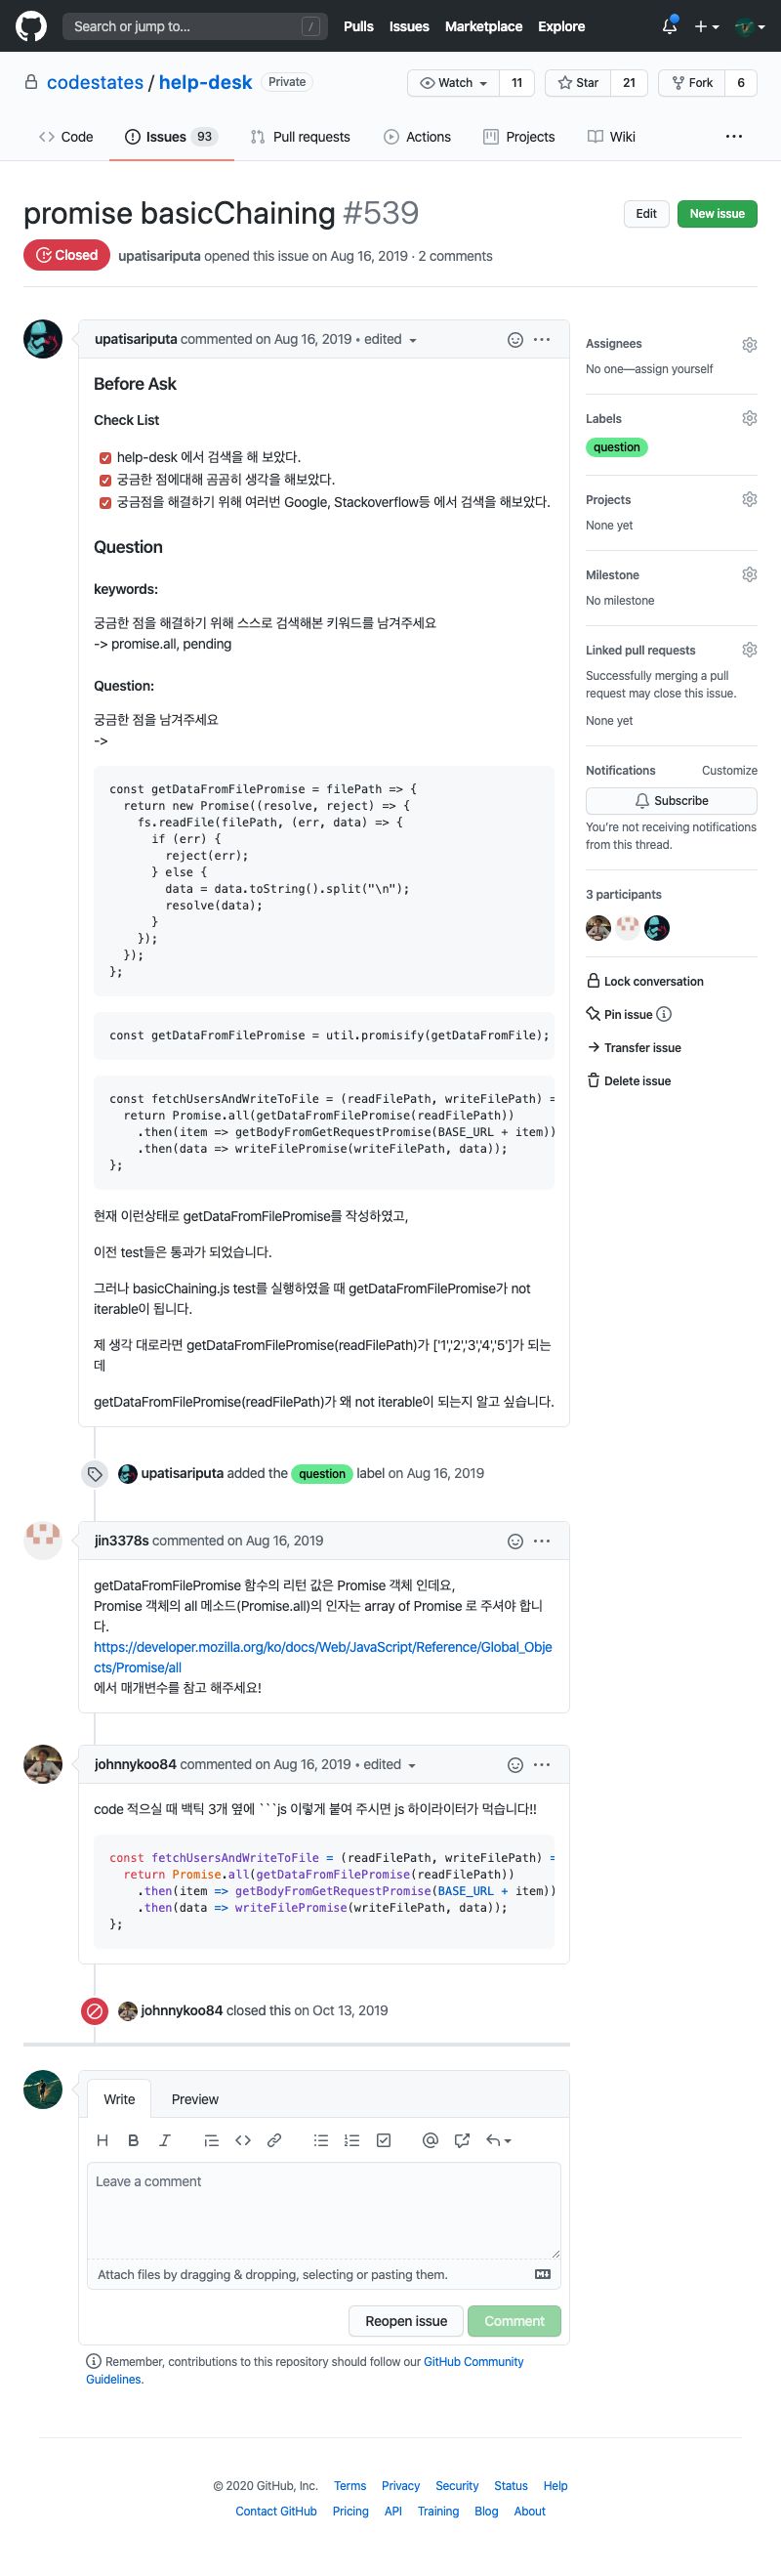 Search or jump to... /
Pulls Issues Marketplace Explore
codestates / help-desk Private
Watch 11 Star 21 Fork 6
Code Issues 93 Pull requests Actions Projects Wiki ...
promise basicChaining #539
Edit New issue
Closed upatisariputa opened this issue on Aug 16, 2019 · 2 comments
upatisariputa commented on Aug 16, 2019 • edited
Before Ask
Check List
help-desk 에서 검색을 해 보았다.
궁금한 점에대해 곰곰히 생각을 해보았다.
궁금점을 해결하기 위해 여러번 Google, Stackoverflow등 에서 검색을 해보았다.
Question
keywords:
궁금한 점을 해결하기 위해 스스로 검색해본 키워드를 남겨주세요
-> promise.all, pending
Question:
궁금한 점을 남겨주세요
->
const getDataFromFilePromise = filePath => {
  return new Promise((resolve, reject) => {
    fs.readFile(filePath, (err, data) => {
      if (err) {
        reject(err);
      } else {
        data = data.toString().split("\n");
        resolve(data);
      }
    });
  });
};
const getDataFromFilePromise = util.promisify(getDataFromFile);
const fetchUsersAndWriteToFile = (readFilePath, writeFilePath) =
  return Promise.all(getDataFromFilePromise(readFilePath))
    .then(item => getBodyFromGetRequestPromise(BASE_URL + item))
    .then(data => writeFilePromise(writeFilePath, data));
};
현재 이런상태로 getDataFromFilePromise를 작성하였고,
이전 test들은 통과가 되었습니다.
그러나 basicChaining.js test를 실행하였을 때 getDataFromFilePromise가 not
iterable이 됩니다.
제 생각 대로라면 getDataFromFilePromise(readFilePath)가 ['1','2','3','4','5']가 되는
데
getDataFromFilePromise(readFilePath)가 왜 not iterable이 되는지 알고 싶습니다.
Assignees
No one—assign yourself
Labels
question
Projects
None yet
Milestone
No milestone
Linked pull requests
Successfully merging a pull
request may close this issue.
None yet
Notifications Customize
Subscribe
You're not receiving notifications
from this thread.
3 participants
Lock conversation
Pin issue
Transfer issue
Delete issue
upatisariputa added the question label on Aug 16, 2019
jin3378s commented on Aug 16, 2019
getDataFromFilePromise 함수의 리턴 값은 Promise 객체 인데요,
Promise 객체의 all 메소드(Promise.all)의 인자는 array of Promise 로 주셔야 합니
다.
https://developer.mozilla.org/ko/docs/Web/JavaScript/Reference/Global_Obje
cts/Promise/all
에서 매개변수를 참고 해주세요!
johnnykoo84 commented on Aug 16, 2019 • edited
code 적으실 때 백틱 3개 옆에 ```js 이렇게 붙여 주시면 js 하이라이터가 먹습니다!!
const fetchUsersAndWriteToFile = (readFilePath, writeFilePath) =
  return Promise.all(getDataFromFilePromise(readFilePath))
    .then(item => getBodyFromGetRequestPromise(BASE_URL + item))
    .then(data => writeFilePromise(writeFilePath, data));
};
johnnykoo84 closed this on Oct 13, 2019
Write Preview
Leave a comment
Attach files by dragging & dropping, selecting or pasting them.
Reopen issue Comment
Remember, contributions to this repository should follow our GitHub Community
Guidelines.
© 2020 GitHub, Inc. Terms Privacy Security Status Help
Contact GitHub Pricing API Training Blog About